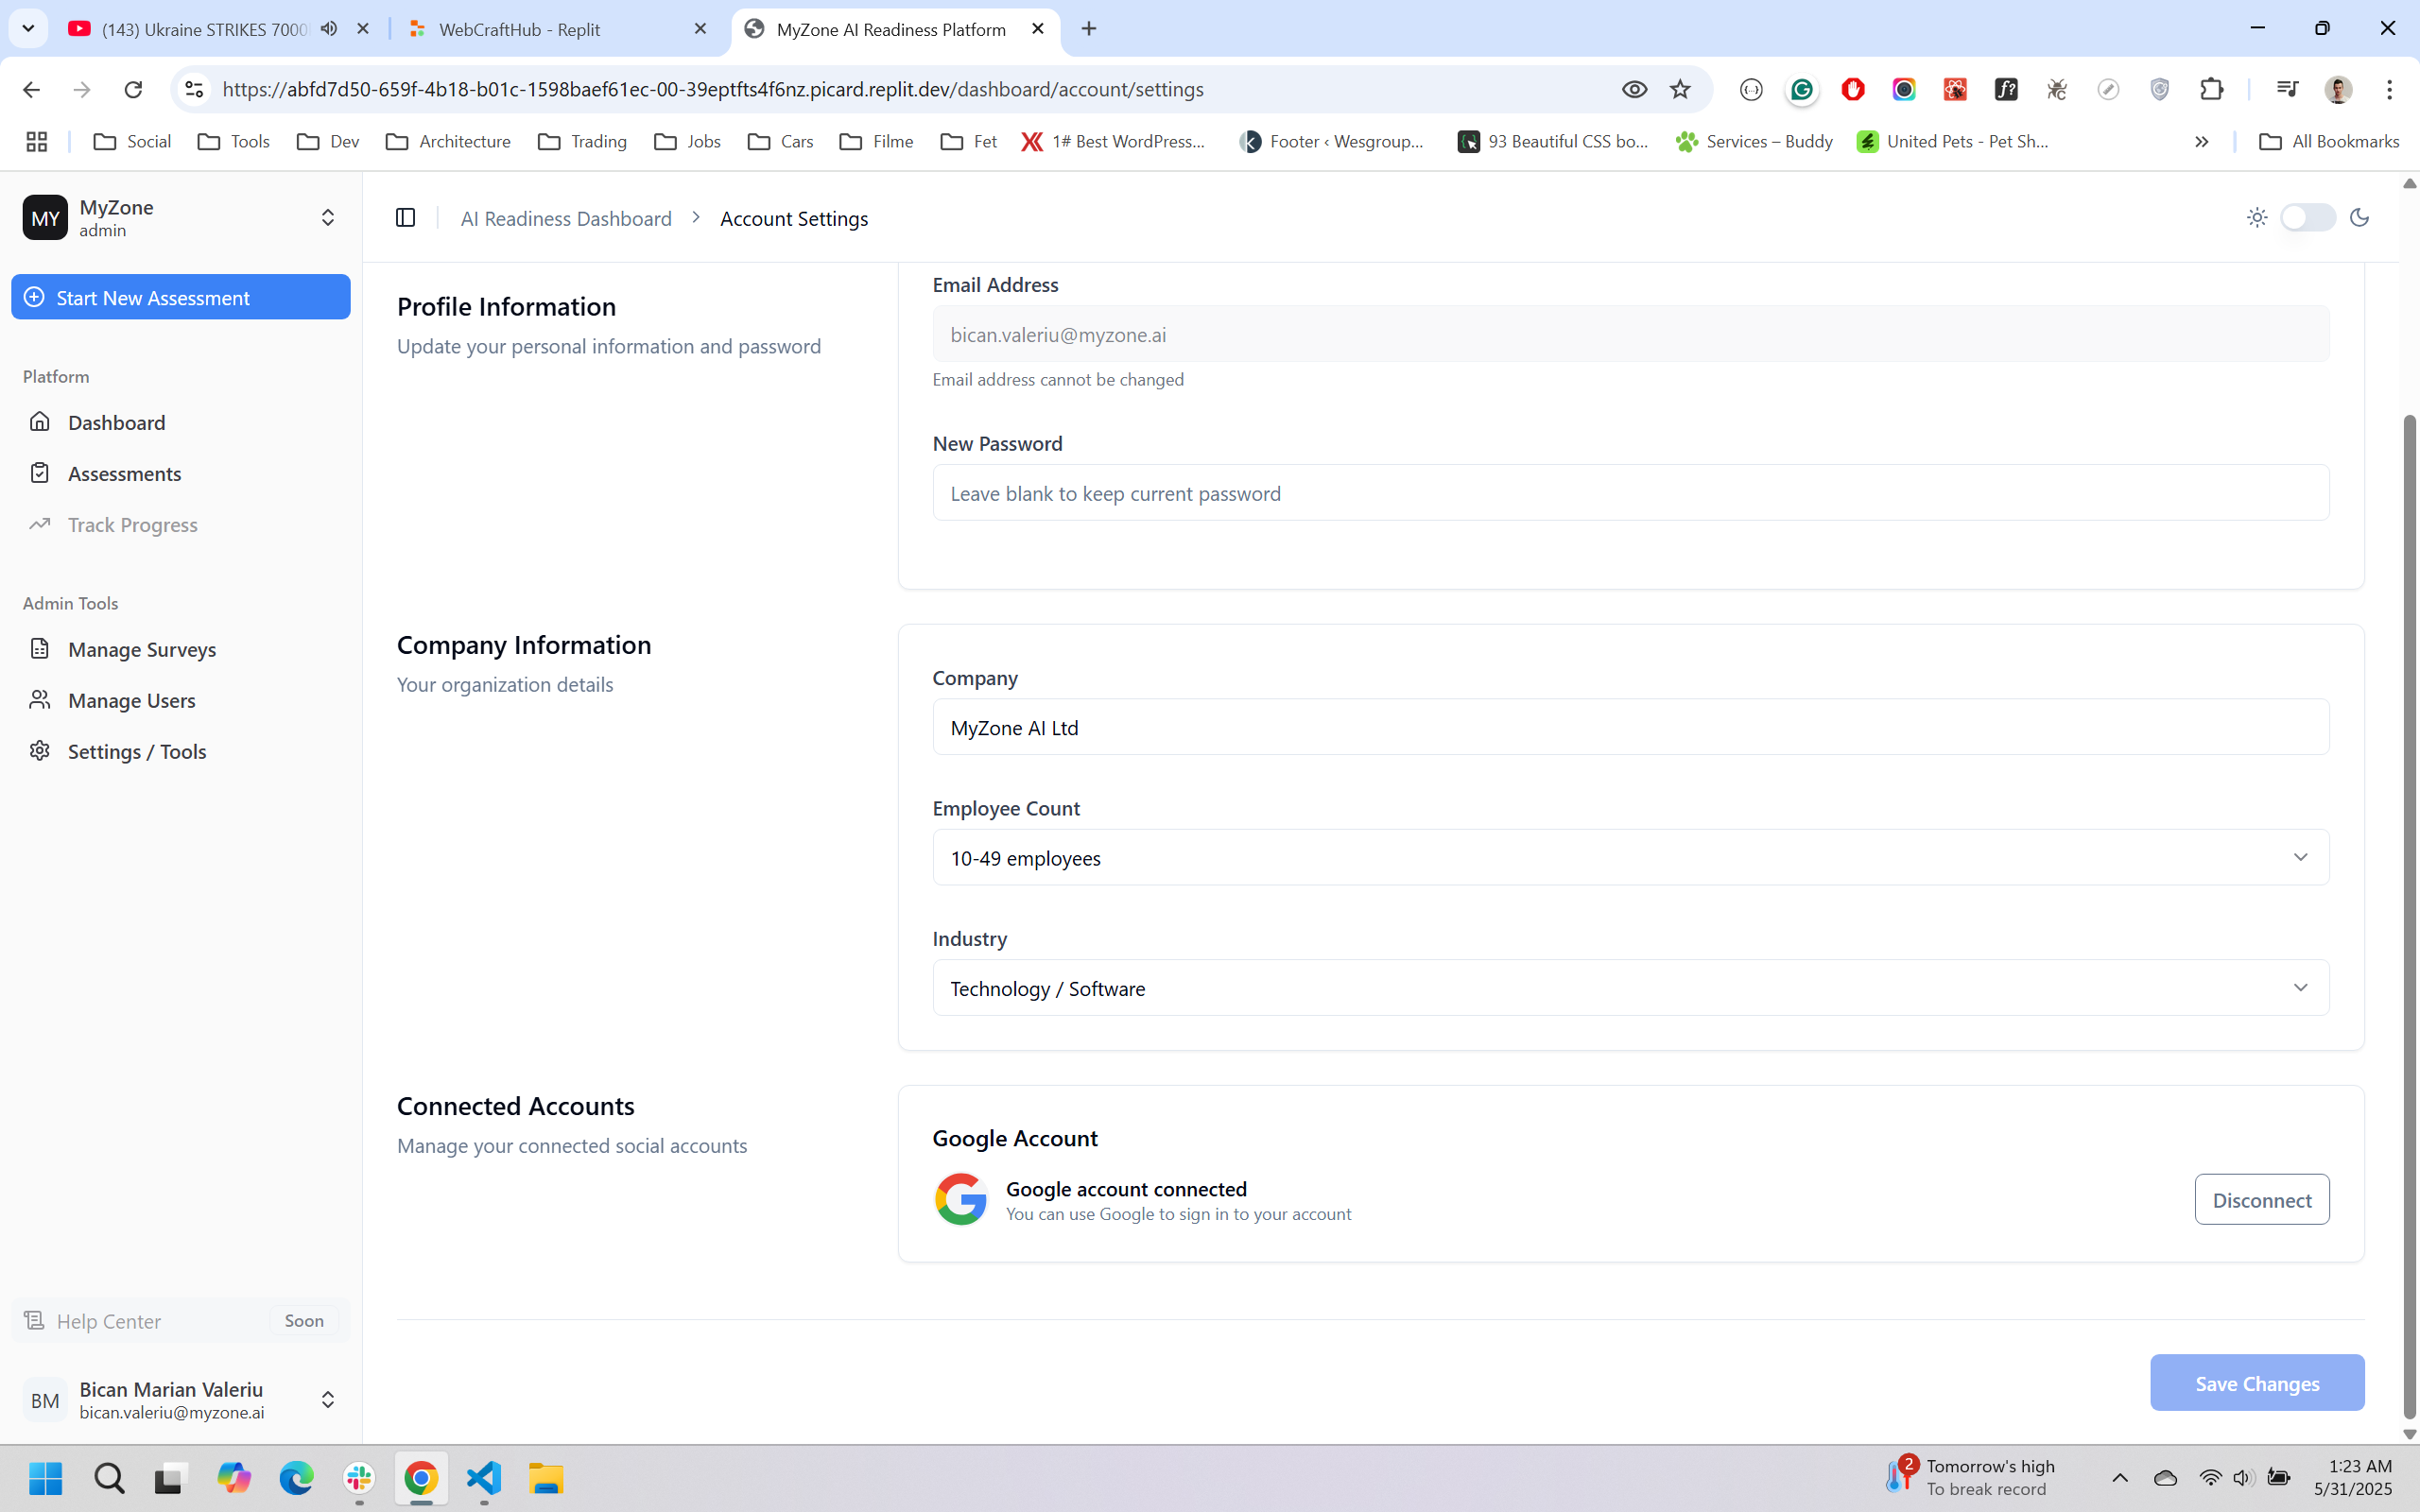 (143) Ukraine STRIKES 7000
WebCraftHub - Replit
MyZone AI Readiness Platform
https://abfd7d50-659f-4b18-b01c-1598baef61ec-00-39eptfts4f6nz.picard.replit.dev/dashboard/account/settings
Social
Tools
Dev
Architecture
Trading
Jobs
Cars
Filme
Fet
1# Best WordPress...
Footer ‹ Wesgroup...
93 Beautiful CSS bo...
Services – Buddy
United Pets - Pet Sh...
All Bookmarks
MY
MyZone
admin
AI Readiness Dashboard
Account Settings
Start New Assessment
Platform
Dashboard
Assessments
Track Progress
Admin Tools
Manage Surveys
Manage Users
Settings / Tools
Help Center
Soon
BM
Bican Marian Valeriu
bican.valeriu@myzone.ai
Profile Information
Update your personal information and password
Email Address
bican.valeriu@myzone.ai
Email address cannot be changed
New Password
Leave blank to keep current password
Company Information
Your organization details
Company
MyZone AI Ltd
Employee Count
10-49 employees
Industry
Technology / Software
Connected Accounts
Manage your connected social accounts
Google Account
Google account connected
You can use Google to sign in to your account
Disconnect
Save Changes
2
Tomorrow's high
To break record
1:23 AM
5/31/2025